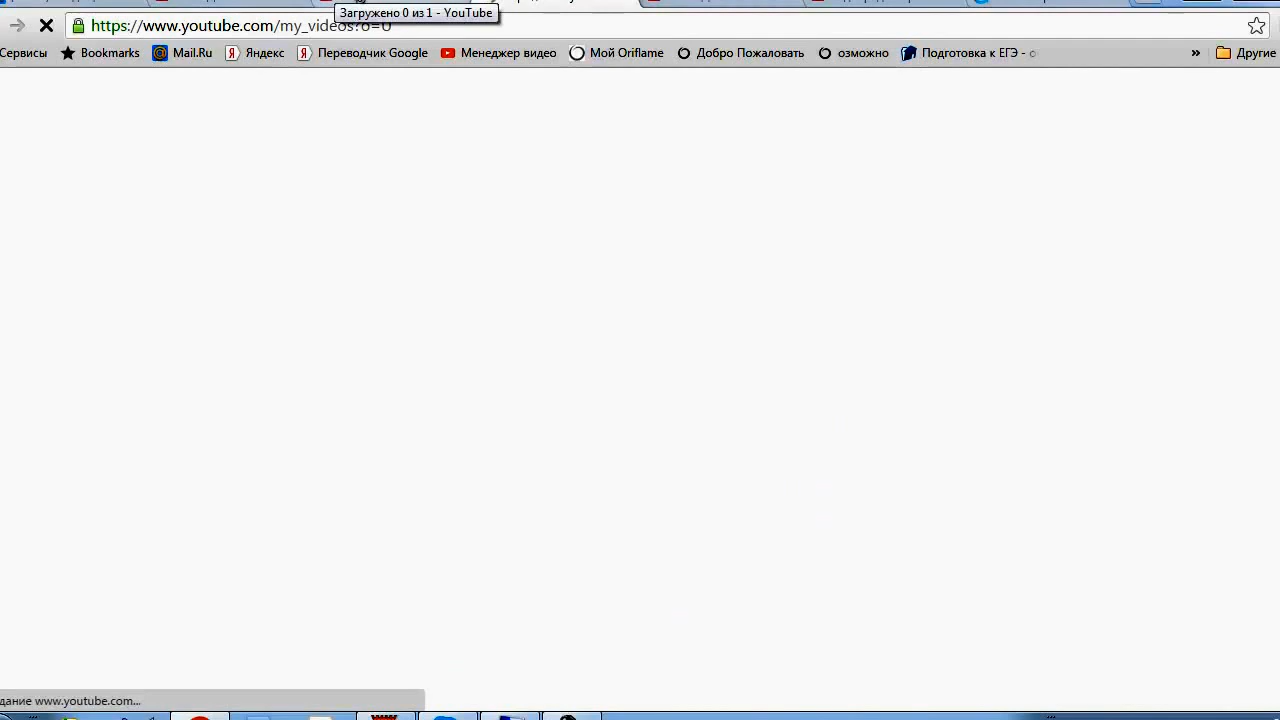 Загружено 0 из 1 - YouTube
https://www.youtube.com/my_videos?o=U
Сервисы Bookmarks Mail.Ru Яндекс Переводчик Google Менеджер видео Мой Oriflame Добро Пожаловать озможно Подготовка к ЕГЭ - с » Другие
дание www.youtube.com...